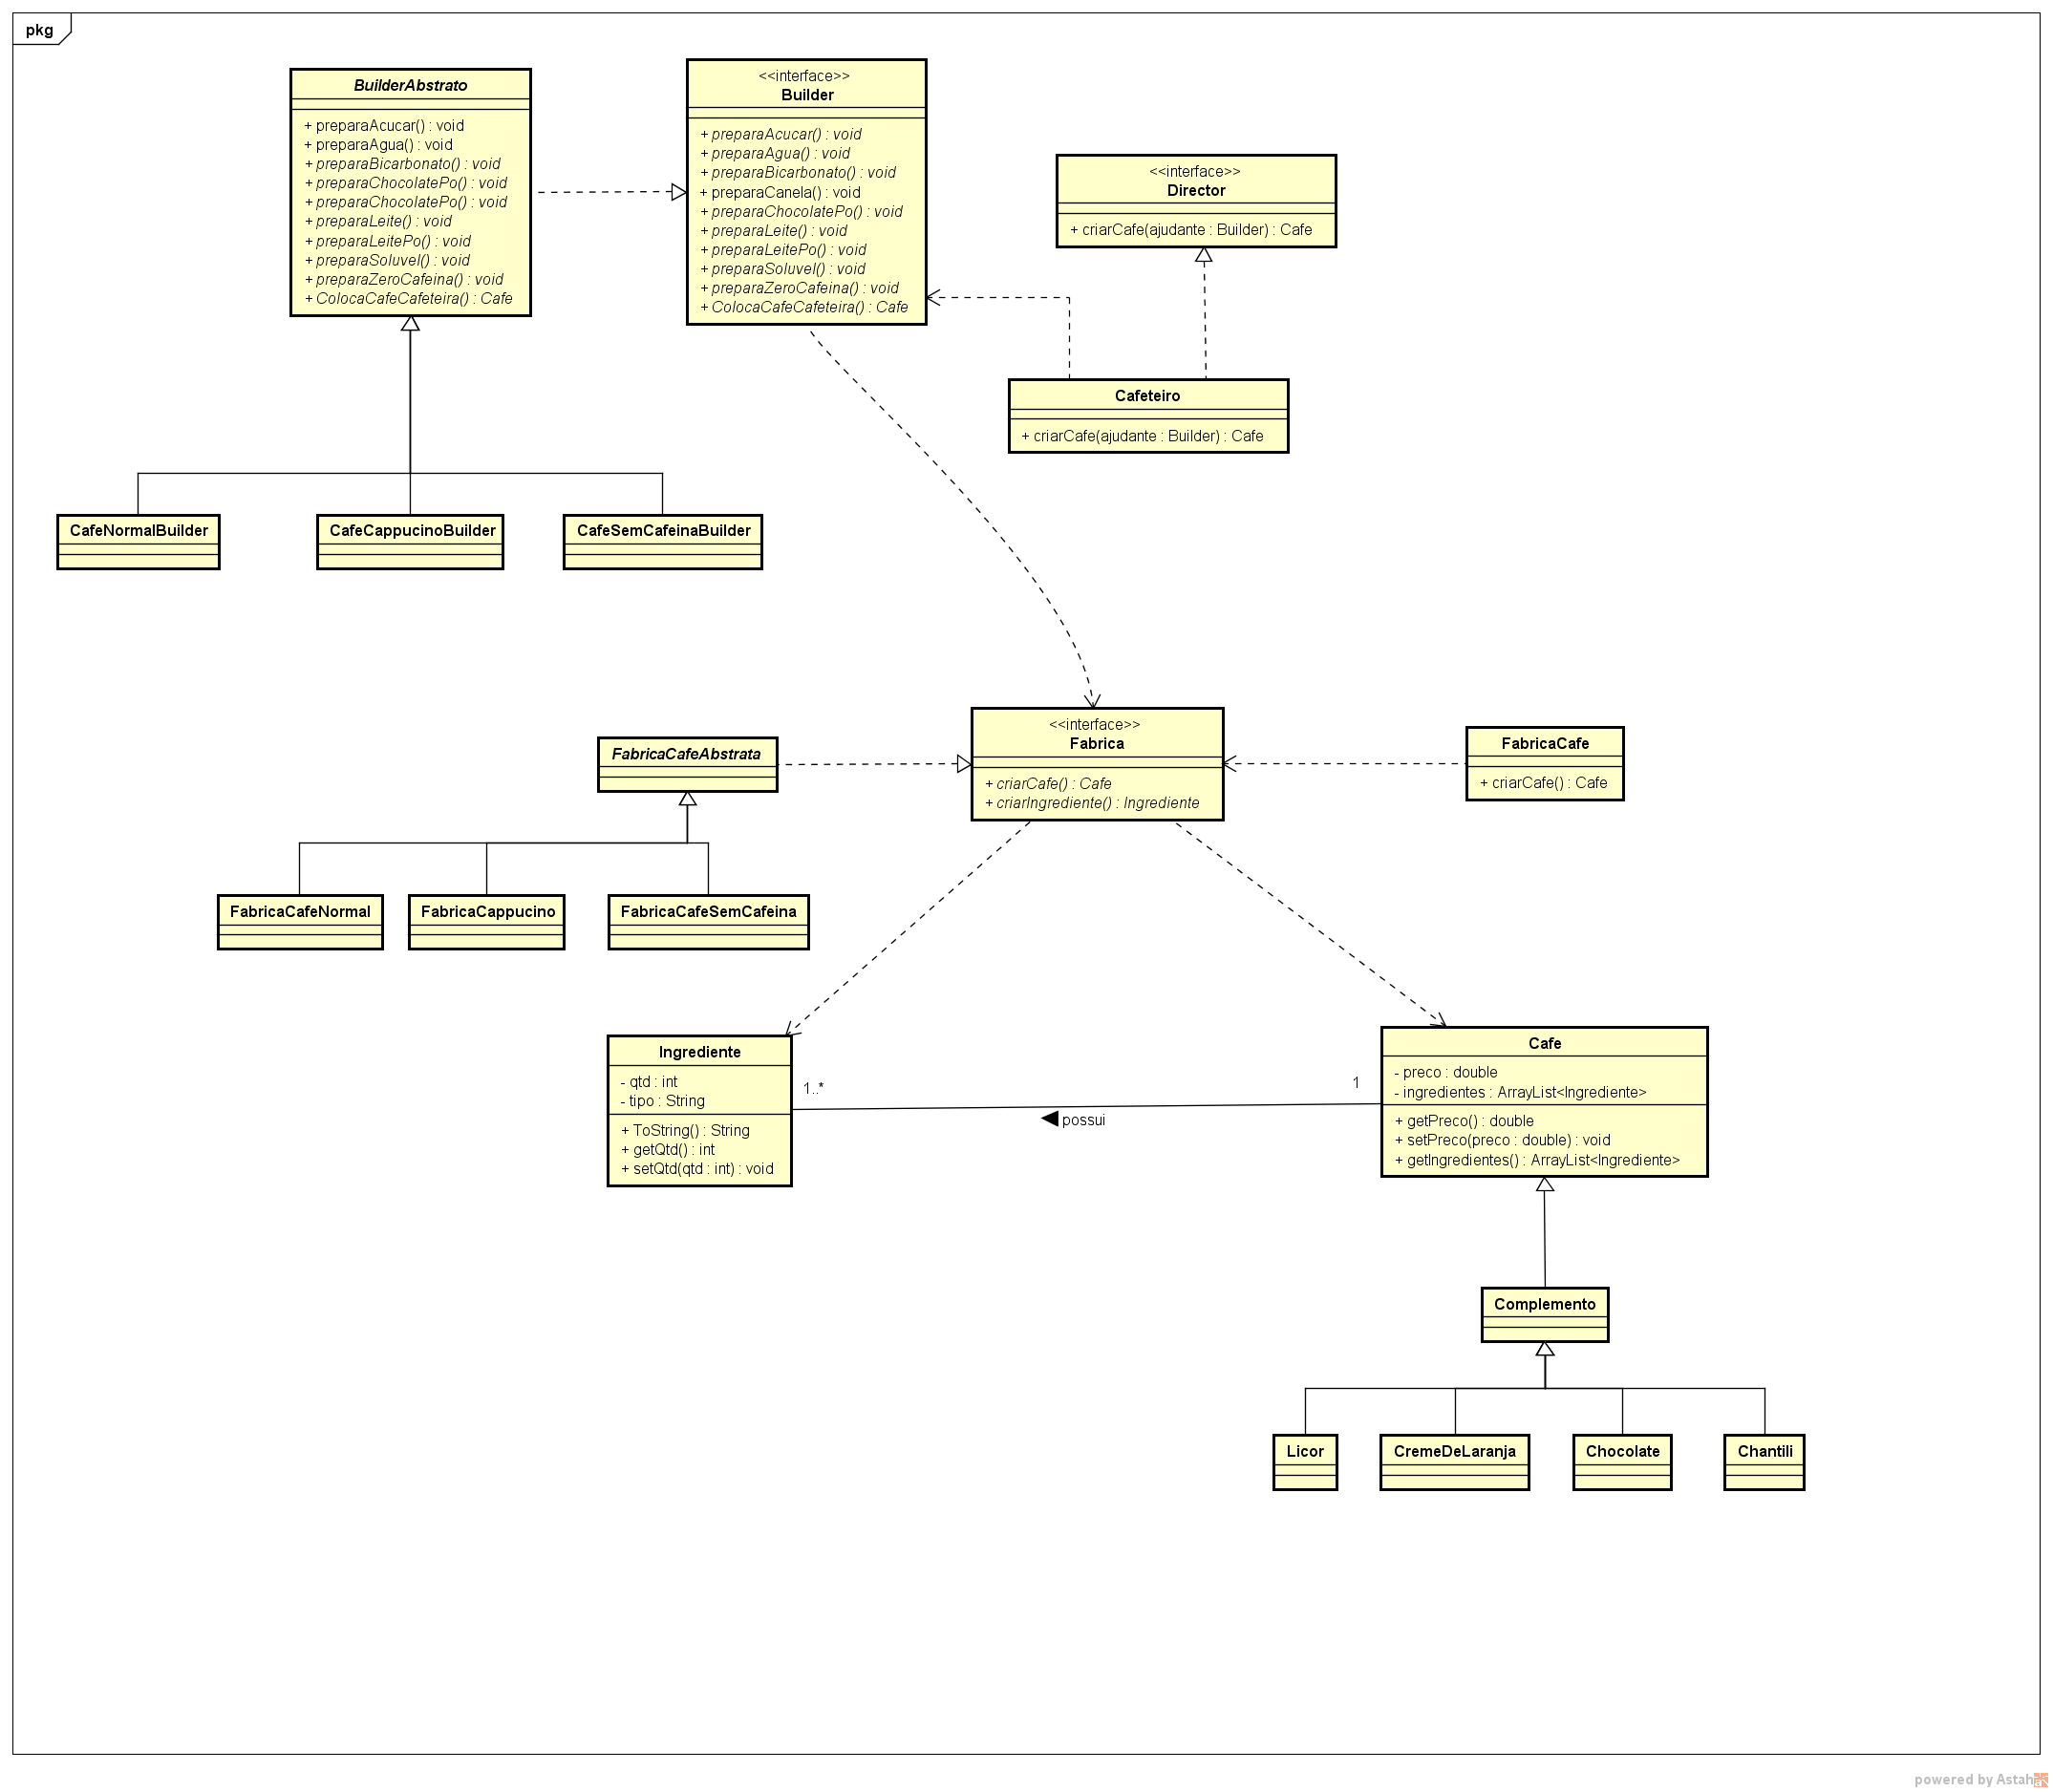 pkg
BuilderAbstrato
+ preparaAcucar() : void
+ preparaAgua() : void
+ preparaBicarbonato() : void
+ preparaChocolatePo() : void
+ preparaChocolatePo() : void
+ preparaLeite() : void
+ preparaLeitePo() : void
+ preparaSoluvel() : void
+ preparaZeroCafeina() : void
+ ColocaCafeCafeteira() : Cafe
<<interface>>
Builder
+ preparaAcucar() : void
+ preparaAgua() : void
+ preparaBicarbonato() : void
+ preparaCanela() : void
+ preparaChocolatePo() : void
+ preparaLeite() : void
+ preparaLeitePo() : void
+ preparaSoluvel() : void
+ preparaZeroCafeina() : void
+ ColocaCafeCafeteira() : Cafe
<<interface>>
Director
+ criarCafe(ajudante : Builder) : Cafe
Cafeteiro
+ criarCafe(ajudante : Builder) : Cafe
CafeNormalBuilder
CafeCappucinoBuilder
CafeSemCafeinaBuilder
FabricaCafeAbstrata
<<interface>>
Fabrica
+ criarCafe() : Cafe
+ criarIngrediente() : Ingrediente
FabricaCafe
+ criarCafe() : Cafe
FabricaCafeNormal
FabricaCappucino
FabricaCafeSemCafeina
Ingrediente
- qtd : int
- tipo : String
+ ToString() : String
+ getQtd() : int
+ setQtd(qtd : int) : void
1..*
possui
1
Cafe
- preco : double
- ingredientes : ArrayList<Ingrediente>
+ getPreco() : double
+ setPreco(preco : double) : void
+ getIngredientes() : ArrayList<Ingrediente>
Complemento
Licor
CremeDeLaranja
Chocolate
Chantili
powered by Astah